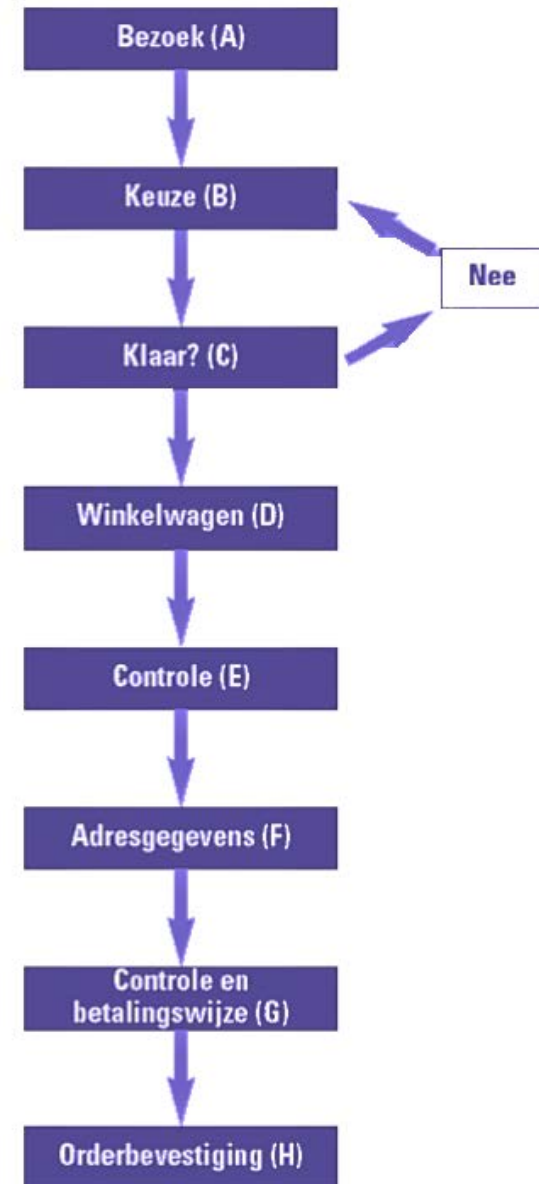 Bezoek (A)
Keuze (B)
Nee
Klaar? (C)
Winkelwagen (D)
Controle (E)
Adresgegevens (F)
Controle en
betalingswijze (G)
Orderbevestiging (H)